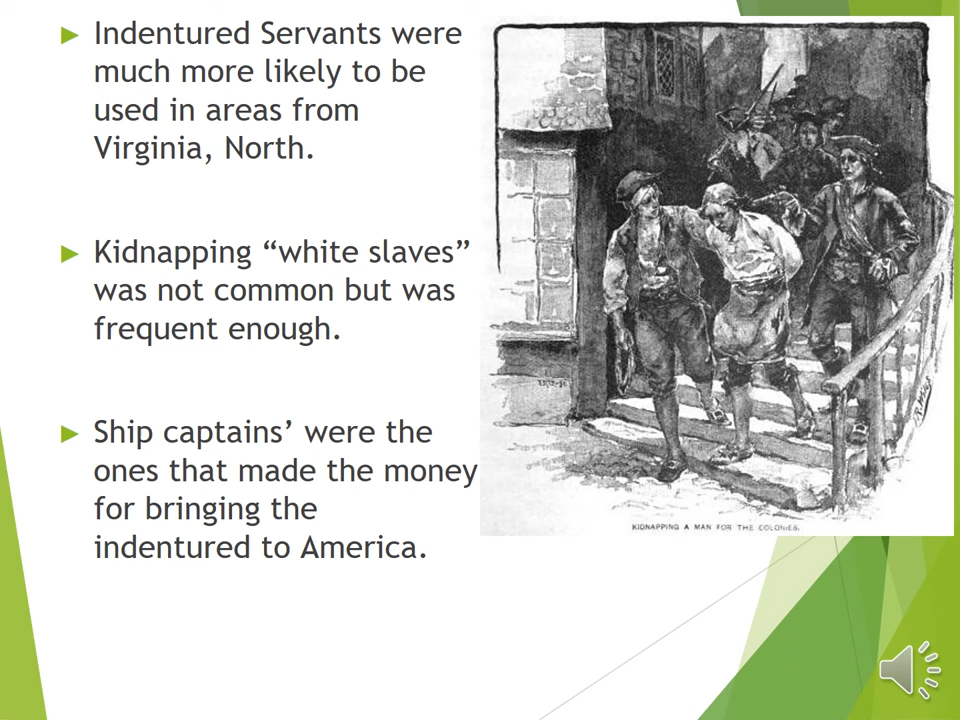 Indentured Servants were
much more likely to be
used in areas from
Virginia, North.
Kidnapping “white slaves”
was not common but was
frequent enough.
Ship captains’ were the
ones that made the money
for bringing the
indentured to America.
KIDNAPPING A MAN FOR THE COLONIES.